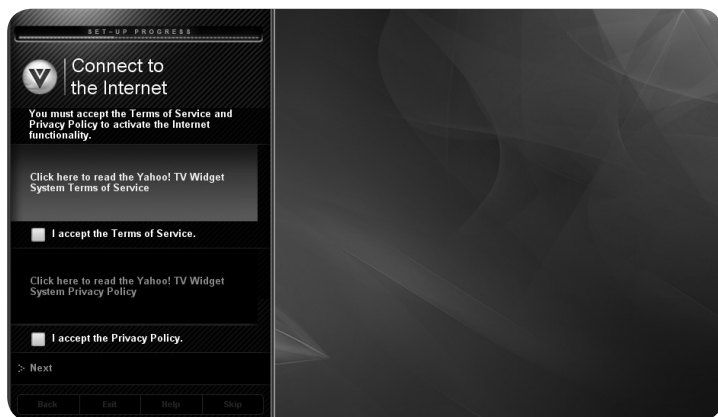 SET-UP PROGRESS
Connect to
the Internet
You must accept the Terms of Service and
Privacy Policy to activate the Internet
functionality.
Click here to read the Yahoo! TV Widget
System Terms of Service
I accept the Terms of Service.
Click here to read the Yahoo! TV Widget
System Privacy Policy
I accept the Privacy Policy.
Next
Back Exit Help Skip